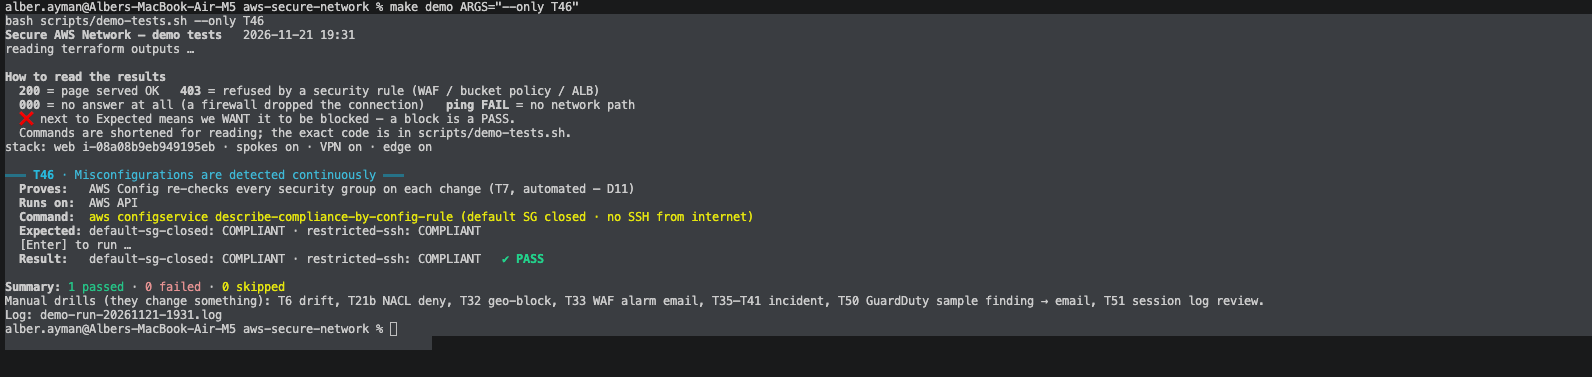 alber.ayman@Albers-MacBook-Air-M5 aws-secure-network % make demo ARGS="--only T46"
bash scripts/demo-tests.sh --only T46
Secure AWS Network — demo tests   2026-11-21 19:31
reading terraform outputs …
How to read the results
200 = page served OK   403 = refused by a security rule (WAF / bucket policy / ALB)
000 = no answer at all (a firewall dropped the connection)   ping FAIL = no network path
❌ next to Expected means we WANT it to be blocked — a block is a PASS.
Commands are shortened for reading; the exact code is in scripts/demo-tests.sh.
stack: web i-08a08b9eb949195eb · spokes on · VPN on · edge on
━━━ T46 · Misconfigurations are detected continuously ━━━
Proves:   AWS Config re-checks every security group on each change (T7, automated — D11)
Runs on:  AWS API
Command:  aws configservice describe-compliance-by-config-rule (default SG closed · no SSH from internet)
Expected: default-sg-closed: COMPLIANT · restricted-ssh: COMPLIANT
[Enter] to run …
Result:   default-sg-closed: COMPLIANT · restricted-ssh: COMPLIANT   ✔ PASS
Summary: 1 passed · 0 failed · 0 skipped
Manual drills (they change something): T6 drift, T21b NACL deny, T32 geo-block, T33 WAF alarm email, T35–T41 incident, T50 GuardDuty sample finding → email, T51 session log review.
Log: demo-run-20261121-1931.log
alber.ayman@Albers-MacBook-Air-M5 aws-secure-network %